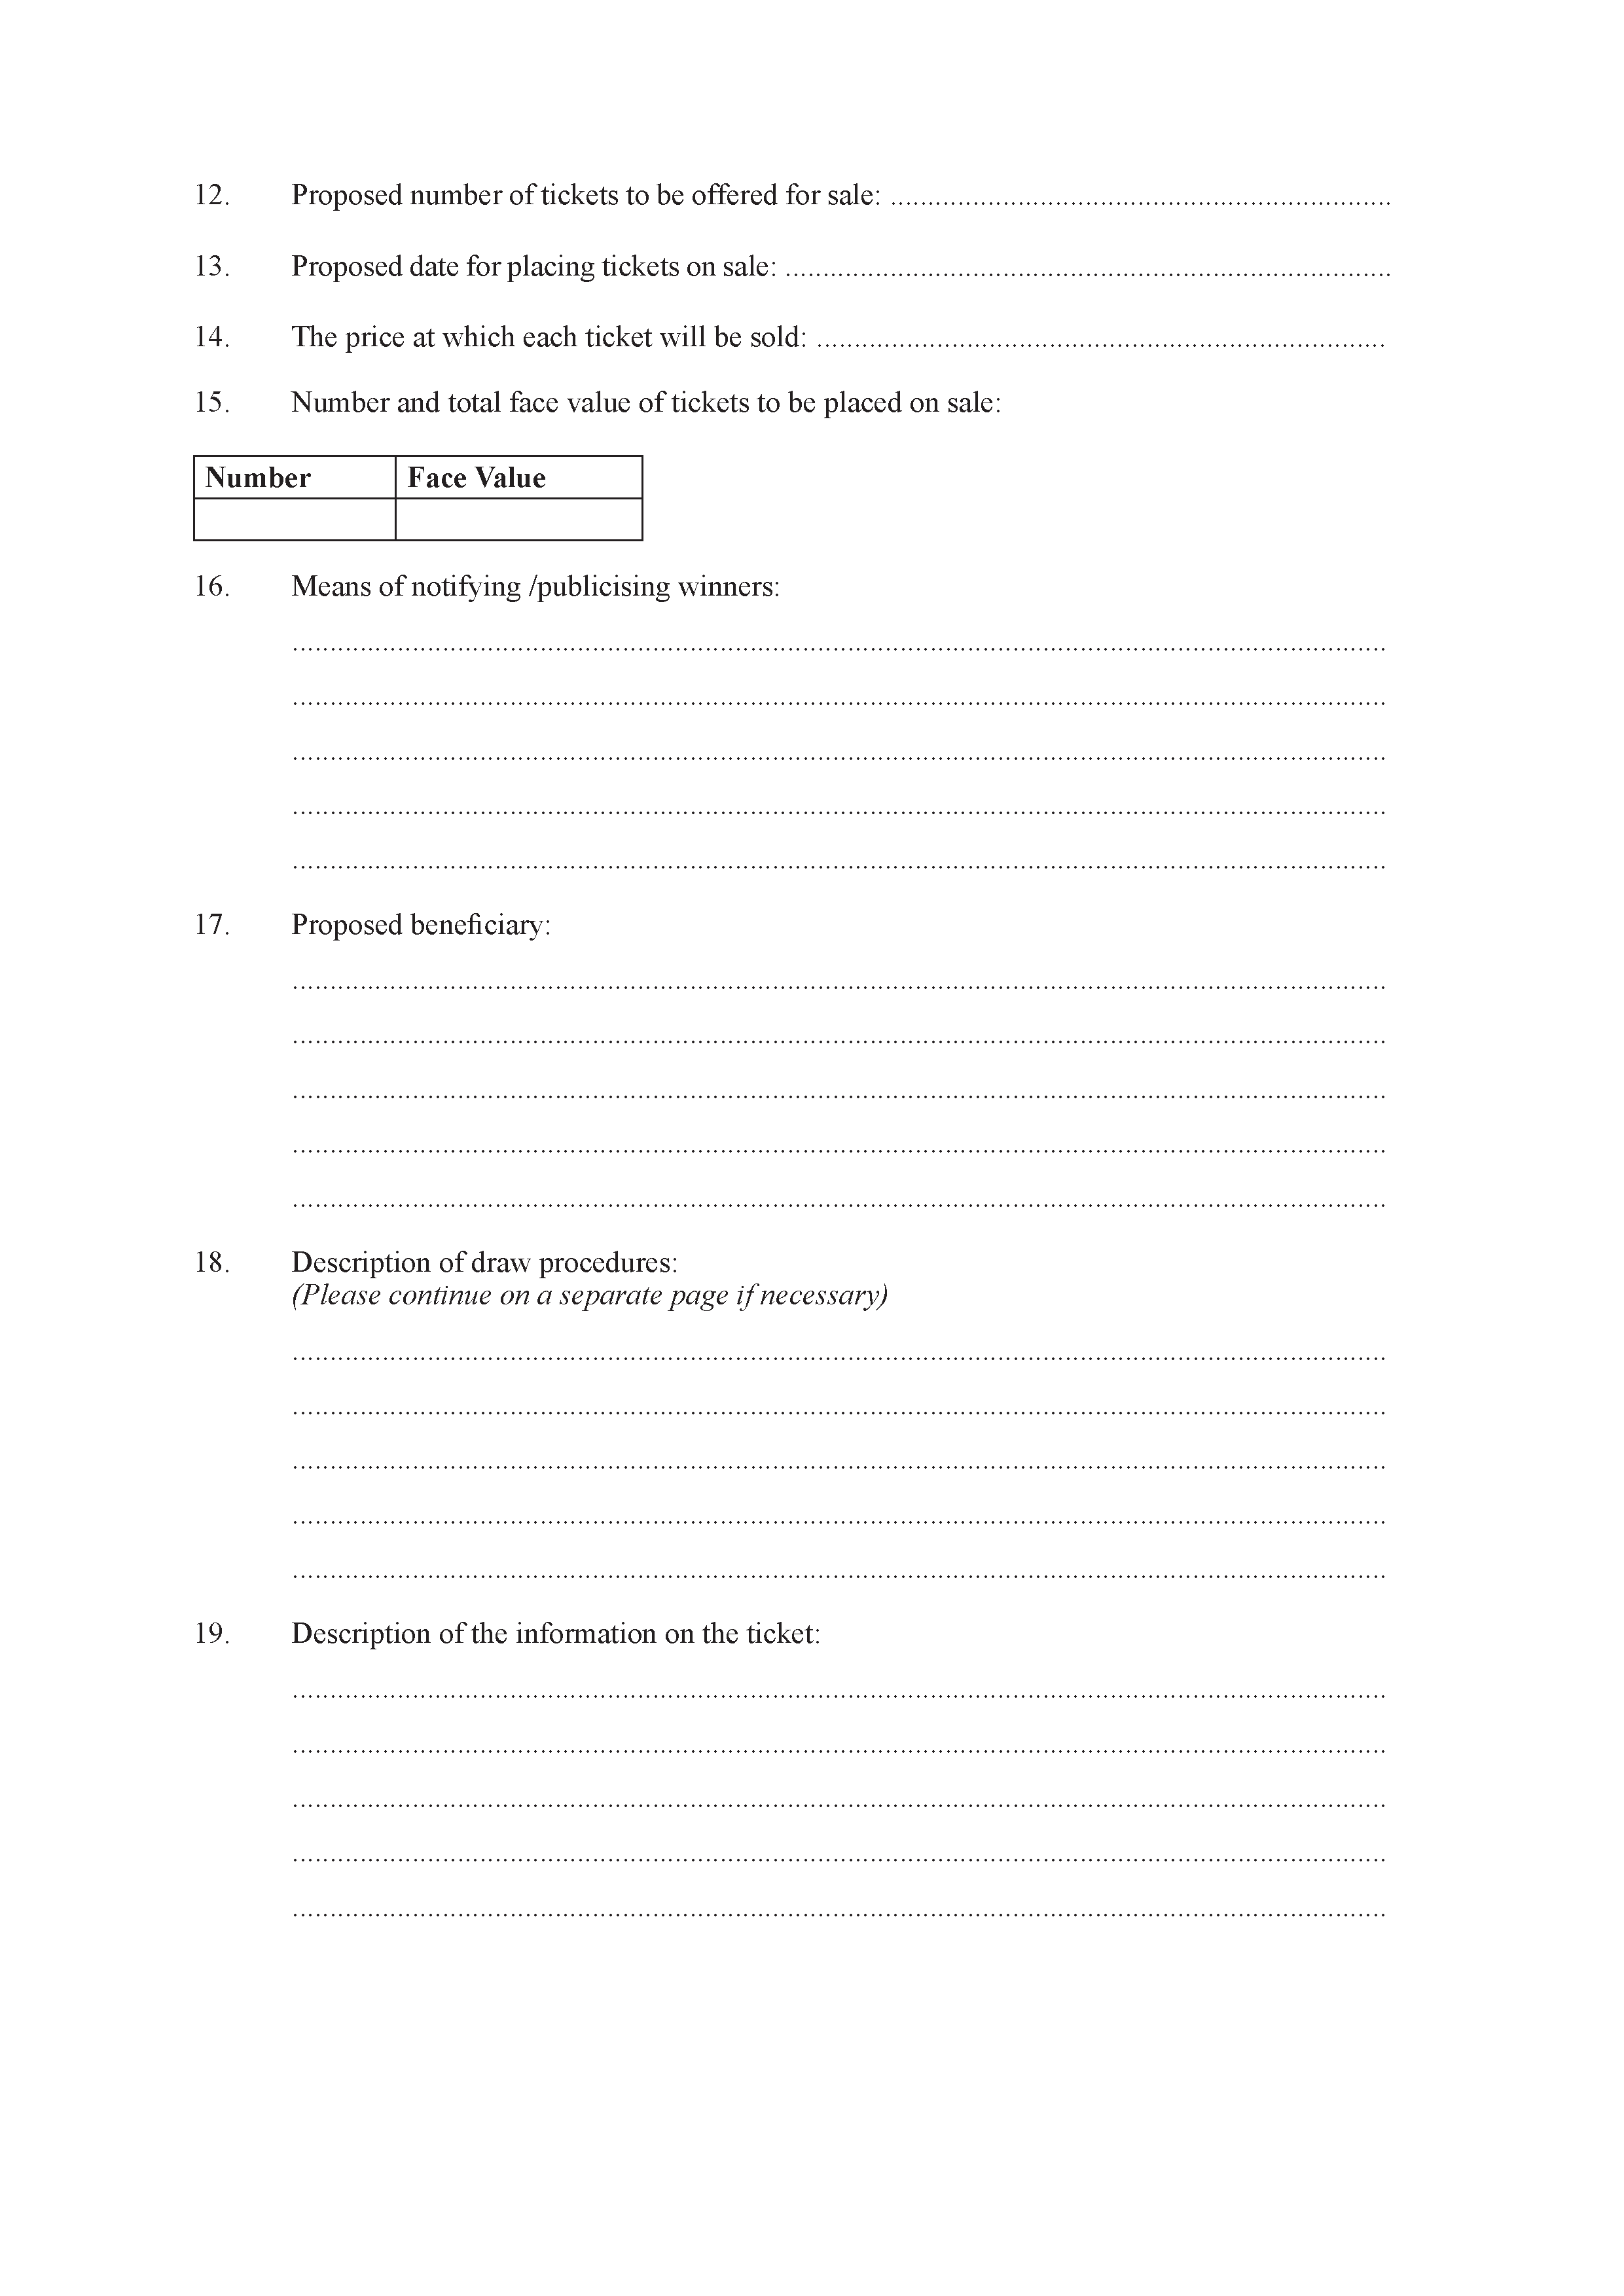 12. Proposed number of tickets to be offered for sale: ...................................................................
13. Proposed date for placing tickets on sale: .................................................................................
14. The price at which each ticket will be sold: ............................................................................
15. Number and total face value of tickets to be placed on sale:
Number Face Value
16. Means of notifying /publicising winners:
..................................................................................................................................................
..................................................................................................................................................
..................................................................................................................................................
..................................................................................................................................................
..................................................................................................................................................
17. Proposed beneficiary:
..................................................................................................................................................
..................................................................................................................................................
..................................................................................................................................................
..................................................................................................................................................
..................................................................................................................................................
18. Description of draw procedures:
(Please continue on a separate page if necessary)
..................................................................................................................................................
..................................................................................................................................................
..................................................................................................................................................
..................................................................................................................................................
..................................................................................................................................................
19. Description of the information on the ticket:
..................................................................................................................................................
..................................................................................................................................................
..................................................................................................................................................
..................................................................................................................................................
..................................................................................................................................................